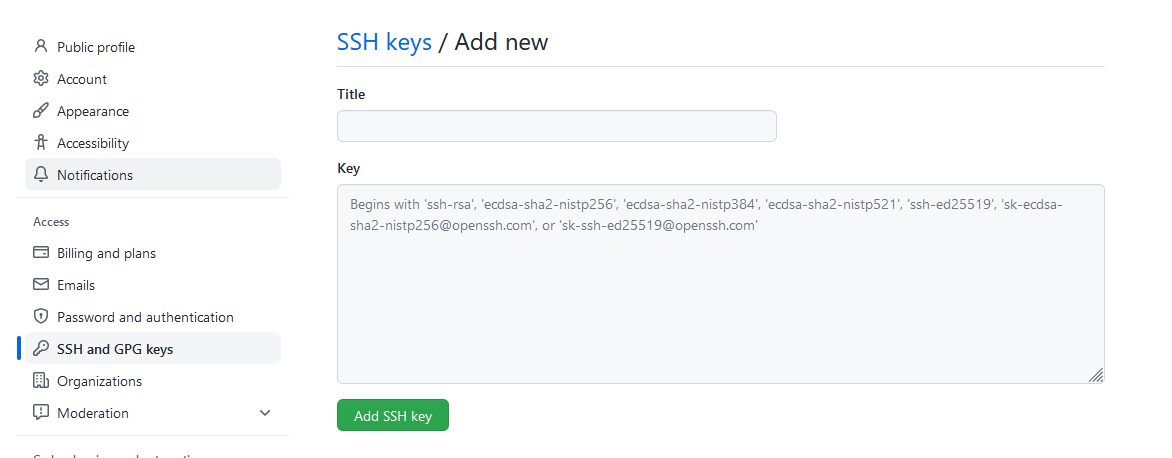 Public profile
Account
Appearance
Accessibility
Notifications
Access
Billing and plans
Emails
Password and authentication
SSH and GPG keys
Organizations
Moderation
SSH keys / Add new
Title
Key
Begins with 'ssh-rsa', 'ecdsa-sha2-nistp256', 'ecdsa-sha2-nistp384', 'ecdsa-sha2-nistp521', 'ssh-ed25519', 'sk-ecdsa-
sha2-nistp256@openssh.com', or 'sk-ssh-ed25519@openssh.com'
Add SSH key